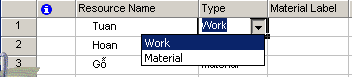 Resource Name Type Material Label
1 Tuan Work
2 Hoan Work
3 Gỗ Material